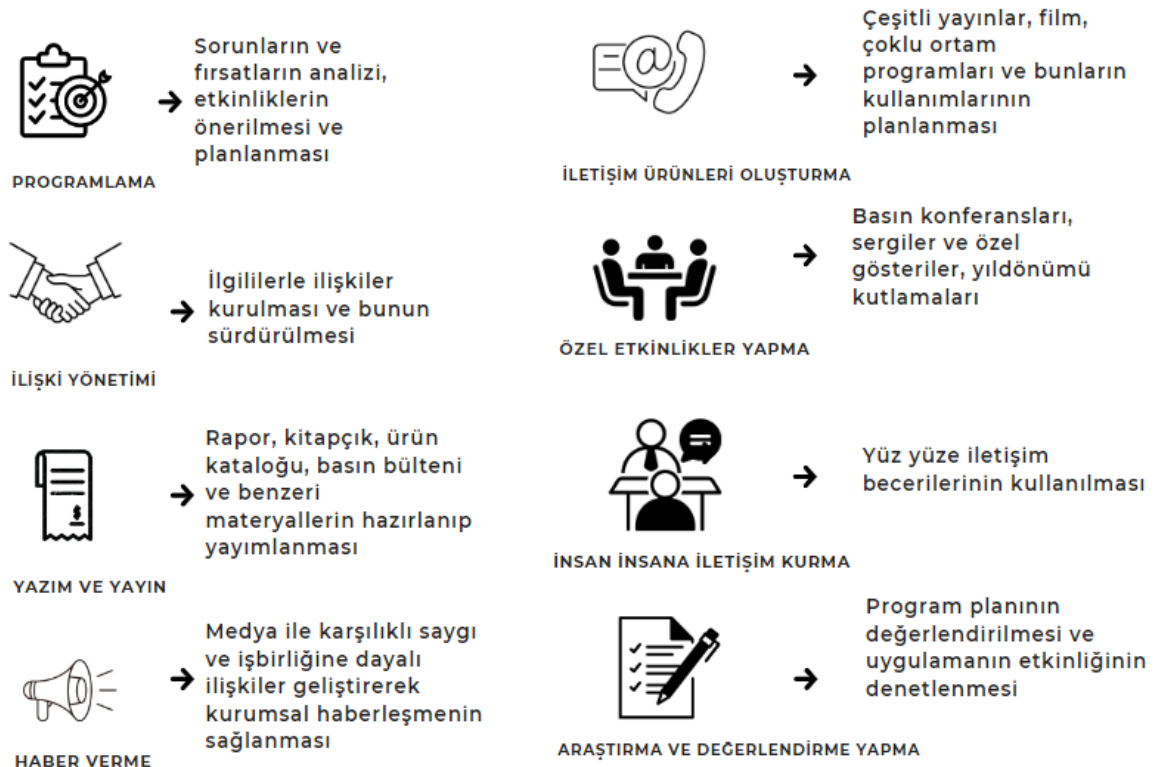 Sorunların ve
fırsatların analizi,
etkinliklerin
önerilmesi ve
planlanması
PROGRAMLAMA
İlgililerle ilişkiler
kurulması ve bunun
sürdürülmesi
İLİŞKİ YÖNETİMİ
Rapor, kitapçık, ürün
kataloğu, basın bülteni
ve benzeri
materyallerin hazırlanıp
yayımlanması
$
YAZIM VE YAYIN
Medya ile karşılıklı saygı
ve işbirliğine dayalı
ilişkiler geliştirerek
kurumsal haberleşmenin
sağlanması
HABER VERME
Çeşitli yayınlar, film,
çoklu ortam
programları ve bunların
kullanımlarının
planlanması
@
İLETİŞİM ÜRÜNLERİ OLUŞTURMA
Basın konferansları,
sergiler ve özel
gösteriler, yıldönümü
kutlamaları
ÖZEL ETKİNLİKLER YAPMA
Yüz yüze iletişim
becerilerinin kullanılması
İNSAN İNSANA İLETİŞİM KURMA
Program planının
değerlendirilmesi ve
uygulamanın etkinliğinin
denetlenmesi
ARAŞTIRMA VE DEĞERLENDİRME YAPMA